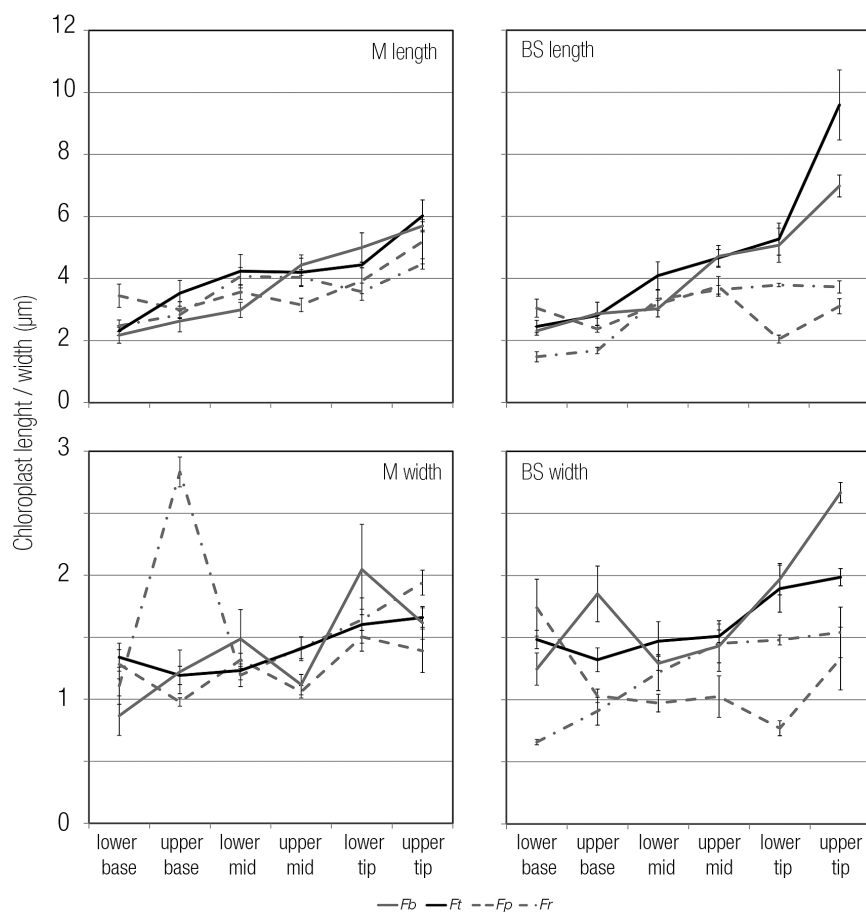 12
10
8
6
4
2
0
M length
BS length
Chloroplast lenght / width (µm)
3
2
1
0
M width
BS width
lower base
upper base
lower mid
upper mid
lower tip
upper tip
lower base
upper base
lower mid
upper mid
lower tip
upper tip
Fb Ft Fp Fr